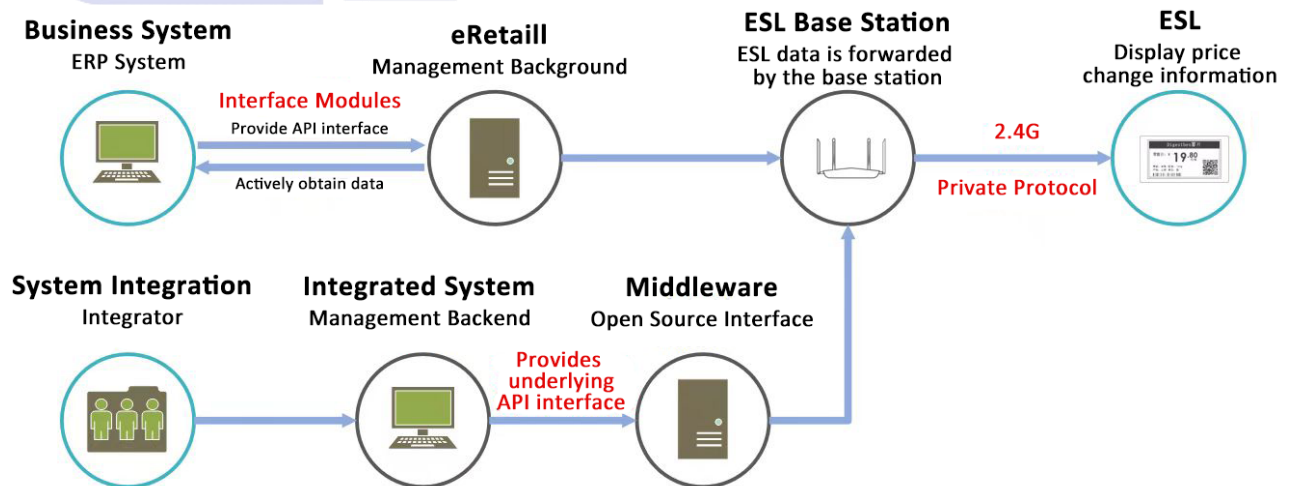 Business System
ERP System
eRetaill
Management Background
ESL Base Station
ESL data is forwarded
by the base station
ESL
Display price
change information
Interface Modules
Provide API interface
Actively obtain data
2.4G
Private Protocol
19.80
System Integration
Integrator
Integrated System
Management Backend
Middleware
Open Source Interface
Provides
underlying
API interface